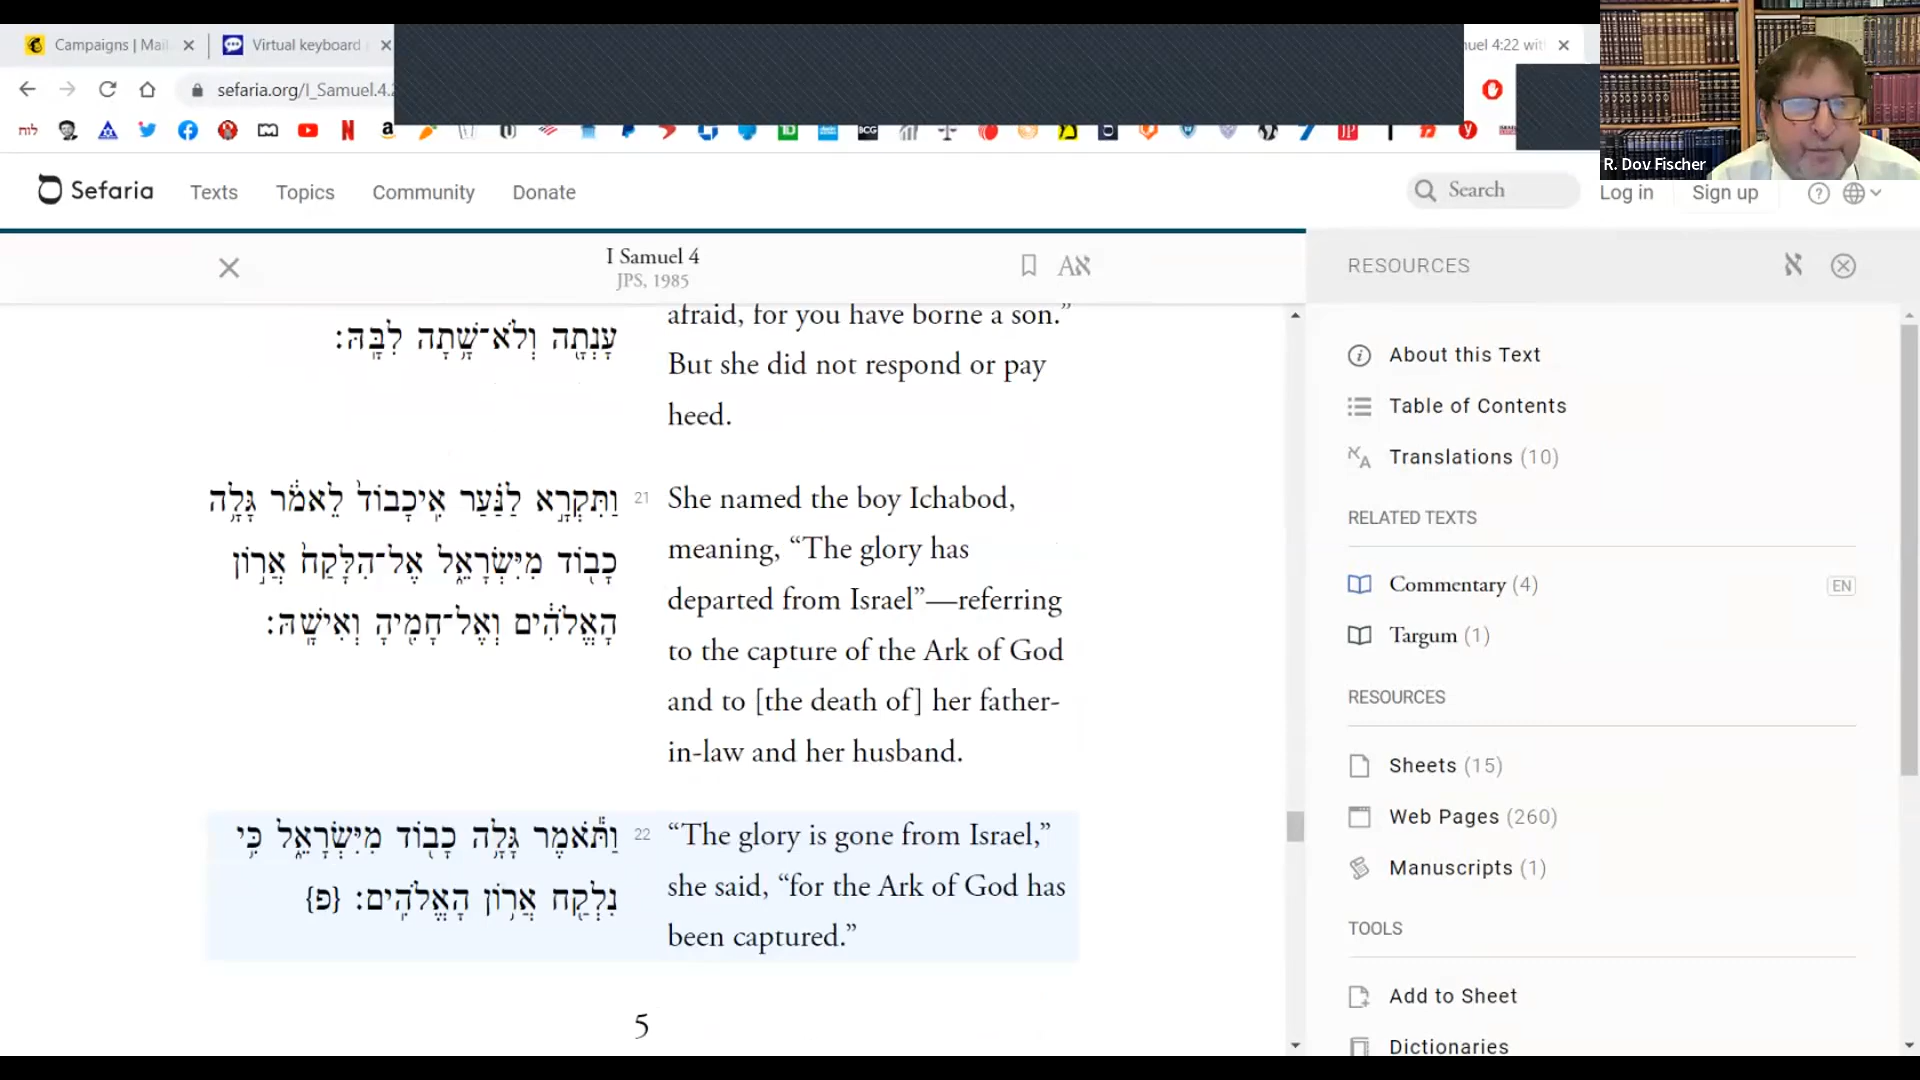 Campaigns | Mail
Virtual keyboard
uel 4:22 wit
sefaria.org/I_Samuel.4.2
לוח
R. Dov Fischer
Sefaria
Texts
Topics
Community
Donate
Search
Log in
Sign up
I Samuel 4
JPS, 1985
Aא
RESOURCES
א
עָנְתָ֖ה וְלֹא־שָׁ֥תָה לִבָּֽהּ׃
afraid, for you have borne a son.”
But she did not respond or pay
heed.
וַתִּקְרָ֣א לַנַּ֗עַר אִֽיכָבוֹד֙ לֵאמֹ֔ר גָּלָ֥ה
כָב֖וֹד מִיִּשְׂרָאֵ֑ל אֶל־הִלָּקַח֙ אֲר֣וֹן
הָאֱלֹהִ֔ים וְאֶל־חָמִ֖יהָ וְאִישָֽׁהּ׃
21
She named the boy Ichabod,
meaning, “The glory has
departed from Israel”—referring
to the capture of the Ark of God
and to [the death of] her father-
in-law and her husband.
וַתֹּ֕אמֶר גָּלָ֥ה כָב֖וֹד מִיִּשְׂרָאֵ֑ל כִּ֥י
נִלְקַ֖ח אֲר֥וֹן הָאֱלֹהִֽים׃ {פ}
22
“The glory is gone from Israel,”
she said, “for the Ark of God has
been captured.”
5
About this Text
Table of Contents
Translations (10)
RELATED TEXTS
Commentary (4)
EN
Targum (1)
RESOURCES
Sheets (15)
Web Pages (260)
Manuscripts (1)
TOOLS
Add to Sheet
Dictionaries